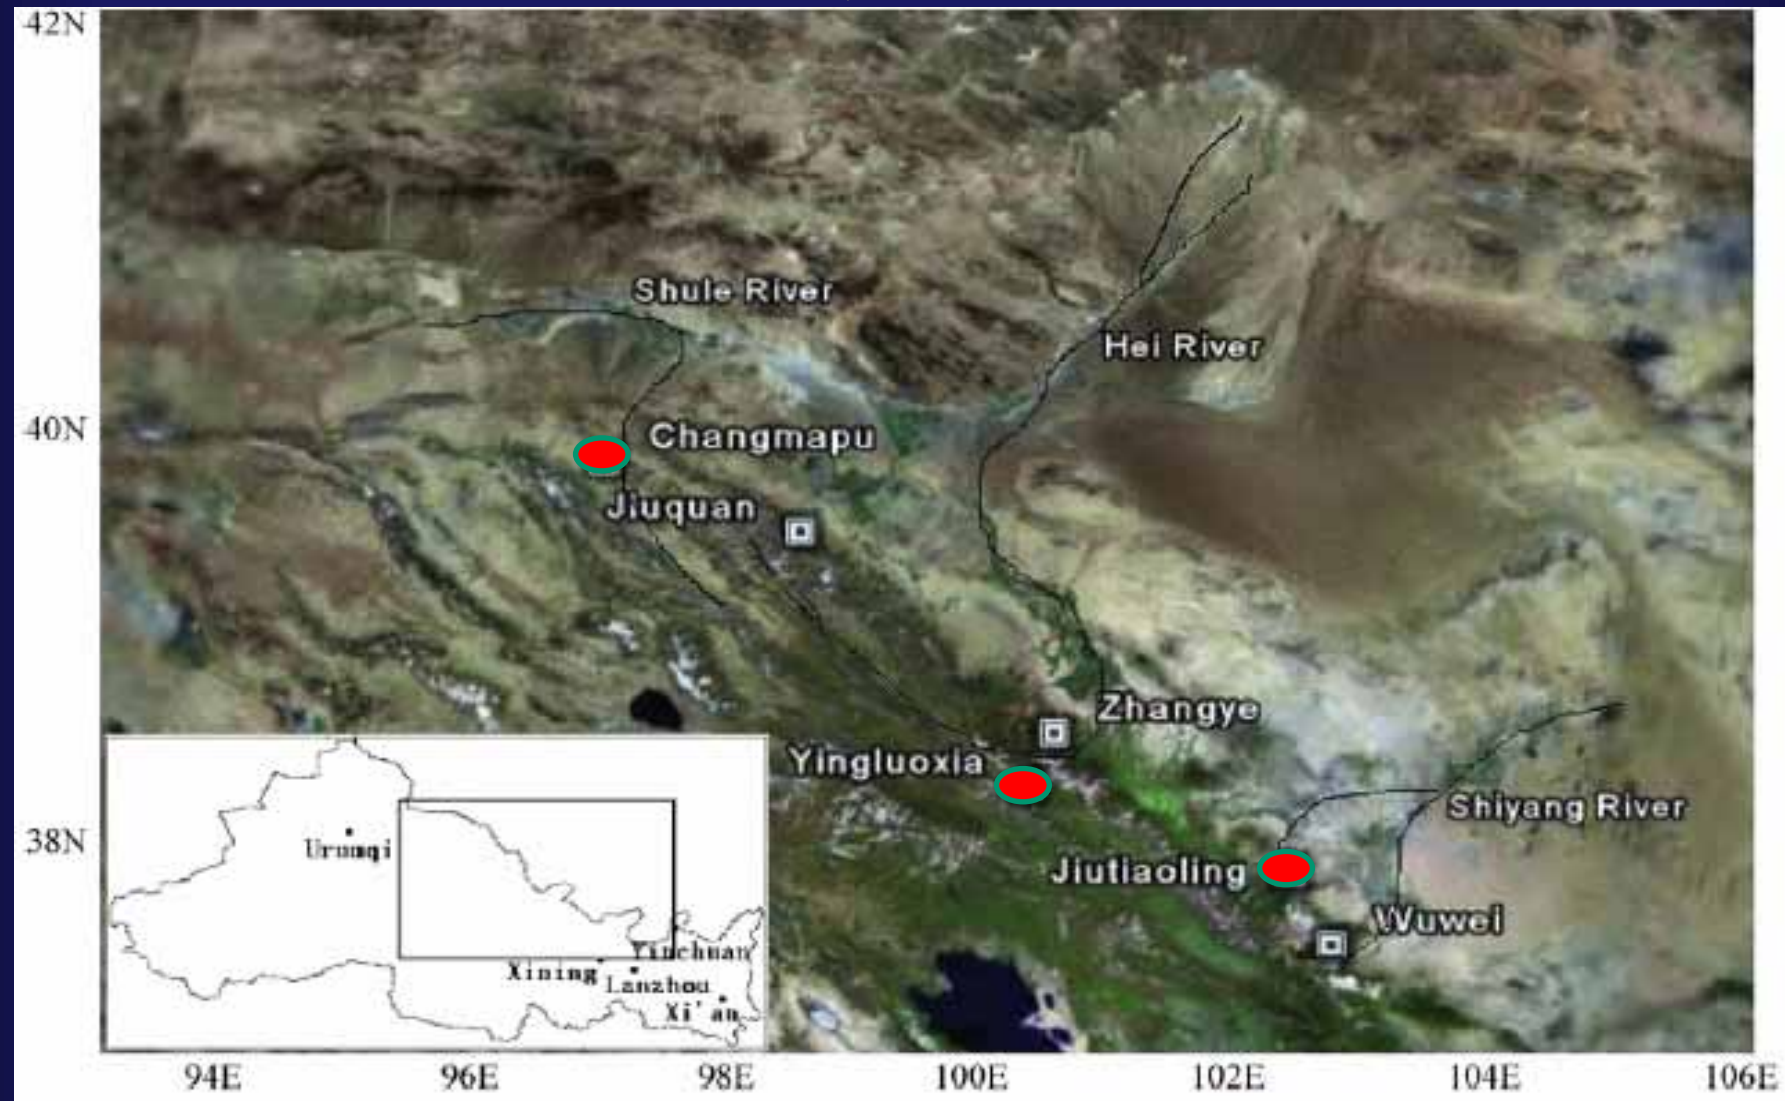 42N
Shule River
Hei River
40N
Changmapu
Jiuquan
Zhangye
Yingluoxia
Shiyang River
38N
Urumqi
Jiutiaoling
Wuwei
Yinchuan
Xining
Lanzhou
Xi'an
94E 96E 98E 100E 102E 104E 106E